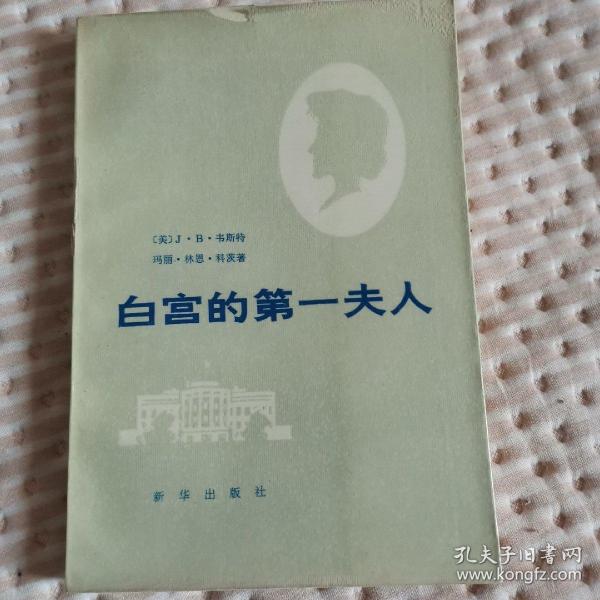 〔美〕J·B·韦斯特
玛丽·林恩·科茨著
白宫的第一夫人
新华出版社
孔夫子旧书网
www.kongfz.com